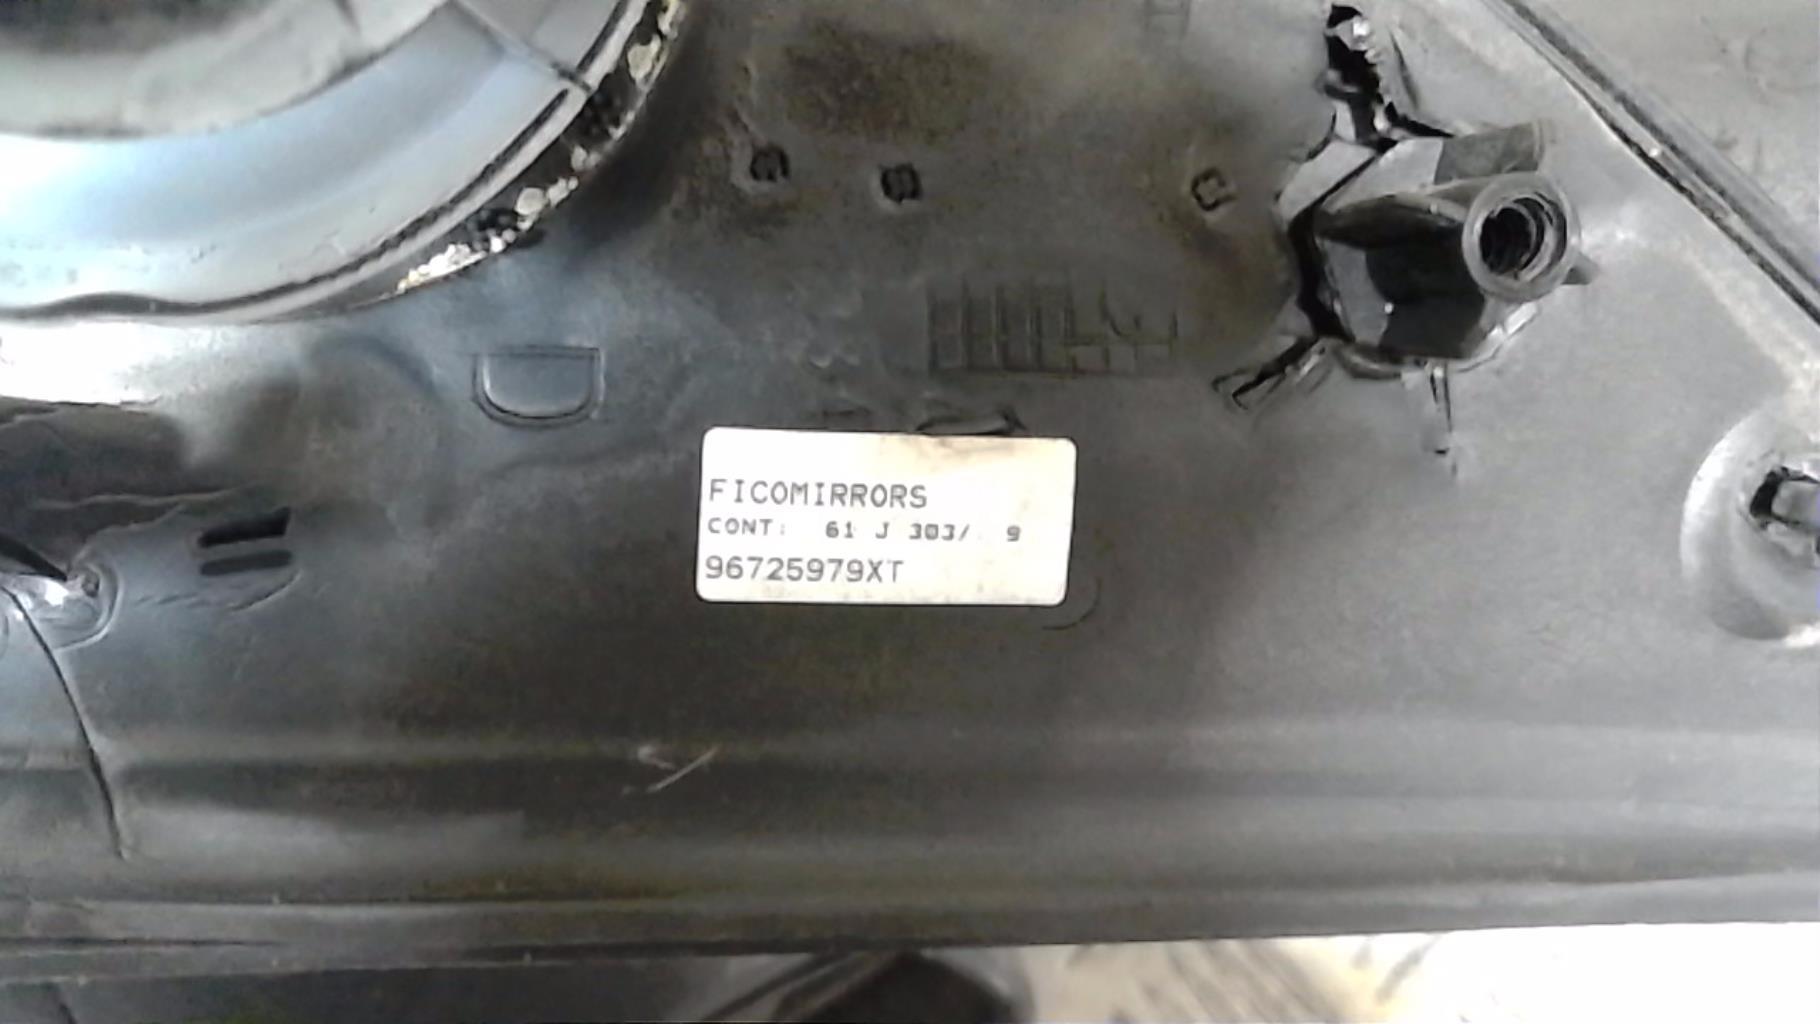 FICOMIRRORS
CONT: 61 J 303/ 9
96725979XT